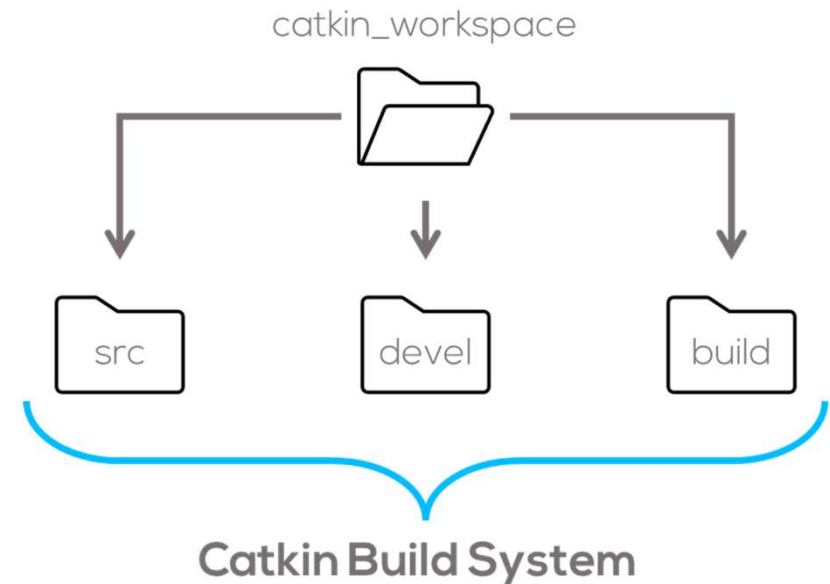 catkin_workspace
src
devel
build
Catkin Build System